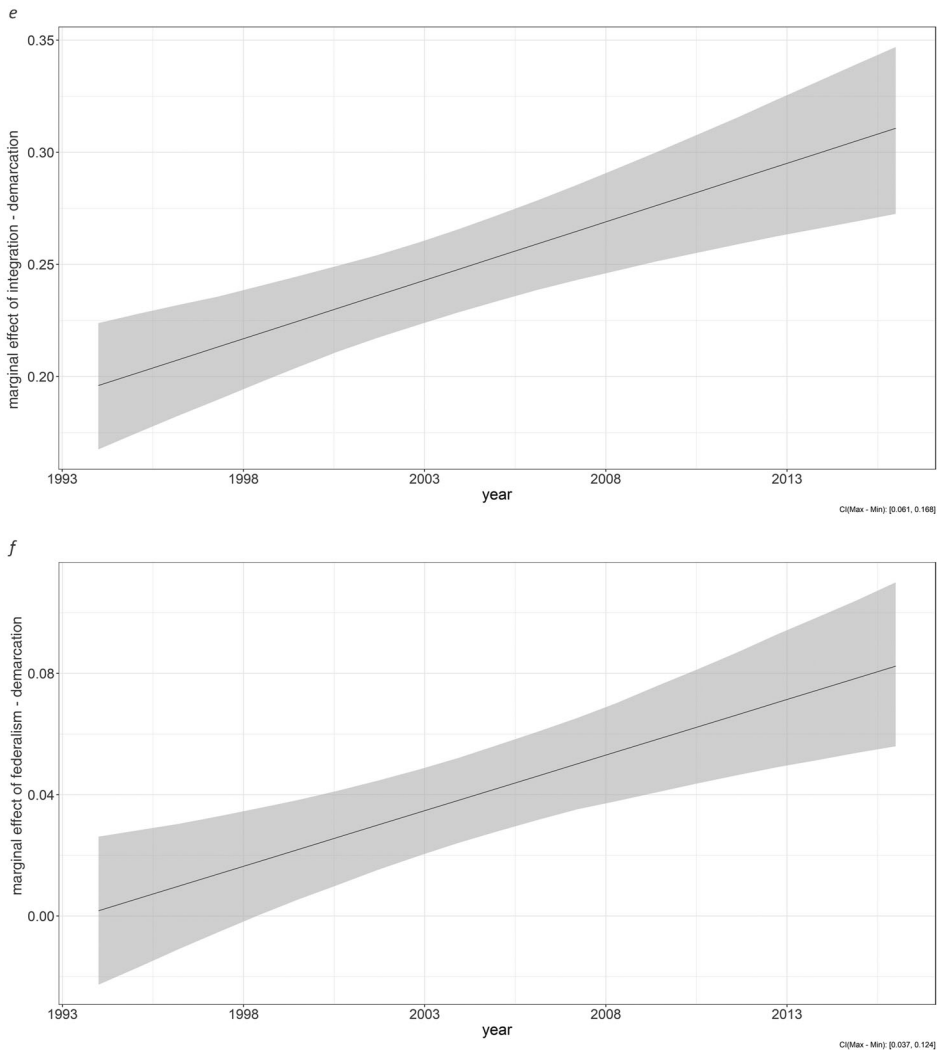 e
0.35
0.30
0.25
0.20
marginal effect of integration - demarcation
1993 1998 2003 2008 2013
year
CI(Max - Min): [0.061, 0.168]
f
0.08
0.04
0.00
marginal effect of federalism - demarcation
1993 1998 2003 2008 2013
year
CI(Max - Min): [0.037, 0.124]